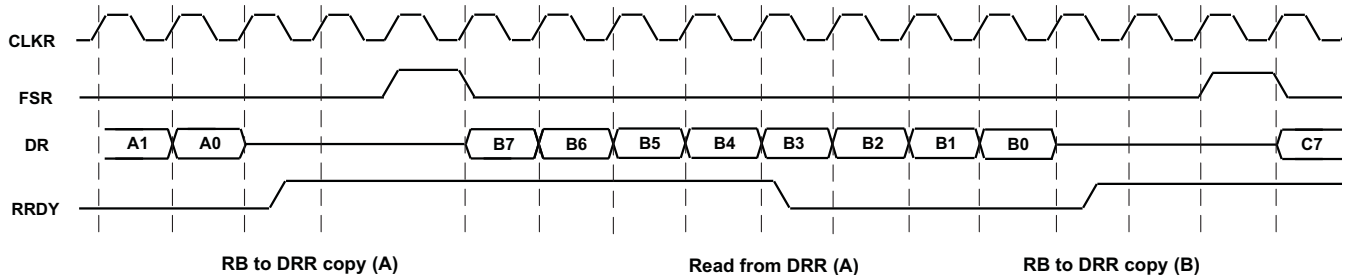 CLKR
FSR
DR A1 A0 B7 B6 B5 B4 B3 B2 B1 B0 C7
RRDY
RB to DRR copy (A) Read from DRR (A) RB to DRR copy (B)